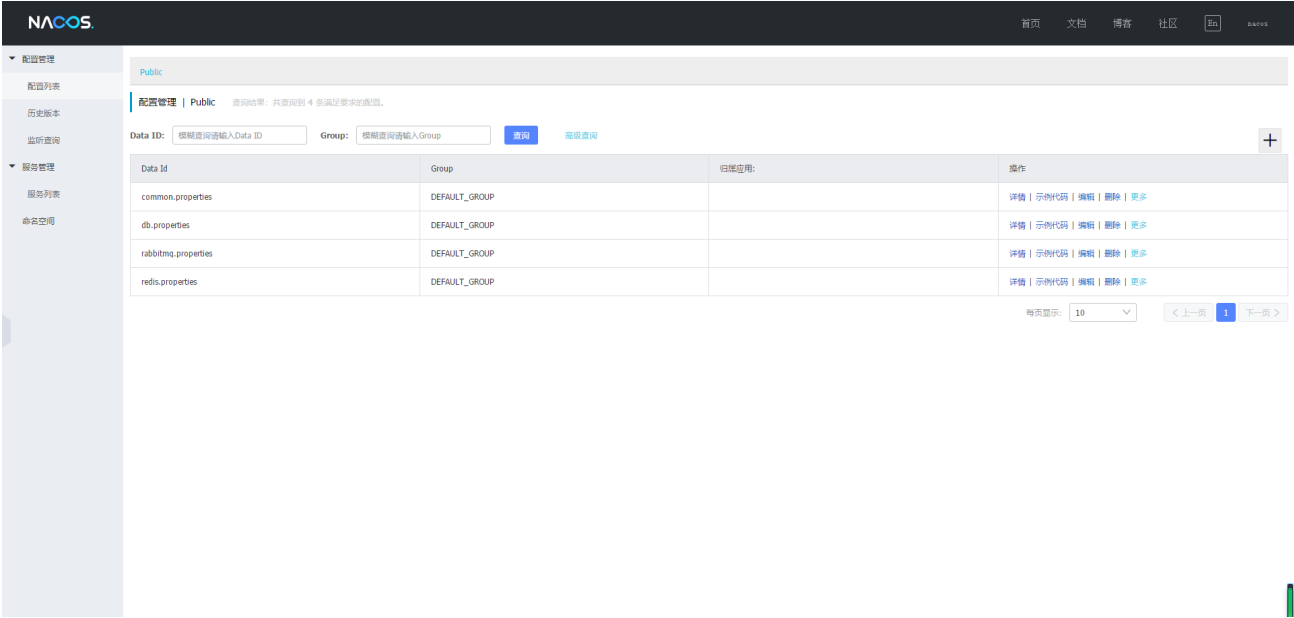 NACOS.
首页 文档 博客 社区 En nacos
配置管理
配置列表
历史版本
监听查询
服务管理
服务列表
命名空间
Public
配置管理 | Public 查询结果：共查询到 4 条满足要求的配置。
Data ID: 模糊查询请输入Data ID Group: 模糊查询请输入Group 查询 高级查询
Data Id Group 归属应用: 操作
common.properties DEFAULT_GROUP 详情 | 示例代码 | 编辑 | 删除 | 更多
db.properties DEFAULT_GROUP 详情 | 示例代码 | 编辑 | 删除 | 更多
rabbitmq.properties DEFAULT_GROUP 详情 | 示例代码 | 编辑 | 删除 | 更多
redis.properties DEFAULT_GROUP 详情 | 示例代码 | 编辑 | 删除 | 更多
每页显示: 10 上一页 1 下一页